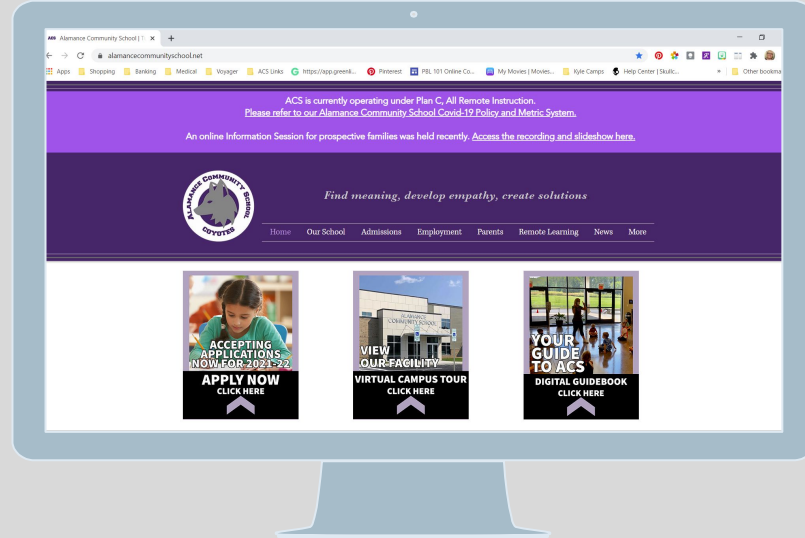 ACS Alamance Community School | T
alamancecommunityschool.net
Apps Shopping Banking Medical Voyager ACS Links https://app.greenli... Pinterest PBL 101 Online Co... My Movies | Movies... Kyle Camps Help Center | Skullc... » Other bookma
ACS is currently operating under Plan C, All Remote Instruction.
Please refer to our Alamance Community School Covid-19 Policy and Metric System.
An online Information Session for prospective families was held recently. Access the recording and slideshow here.
ALAMANCE COMMUNITY SCHOOL
COYOTES
Find meaning, develop empathy, create solutions
Home Our School Admissions Employment Parents Remote Learning News More
ACCEPTING
APPLICATIONS
NOW FOR 2021-22
APPLY NOW
CLICK HERE
ALAMANCE
COMMUNITY SCHOOL
VIEW
OUR FACILITY
VIRTUAL CAMPUS TOUR
CLICK HERE
YOUR
GUIDE
TO ACS
DIGITAL GUIDEBOOK
CLICK HERE